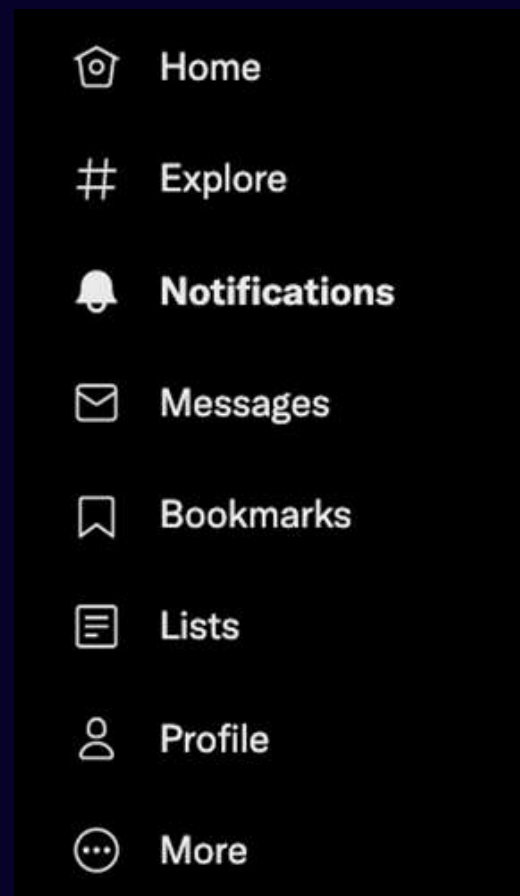 Home
Explore
Notifications
Messages
Bookmarks
Lists
Profile
More